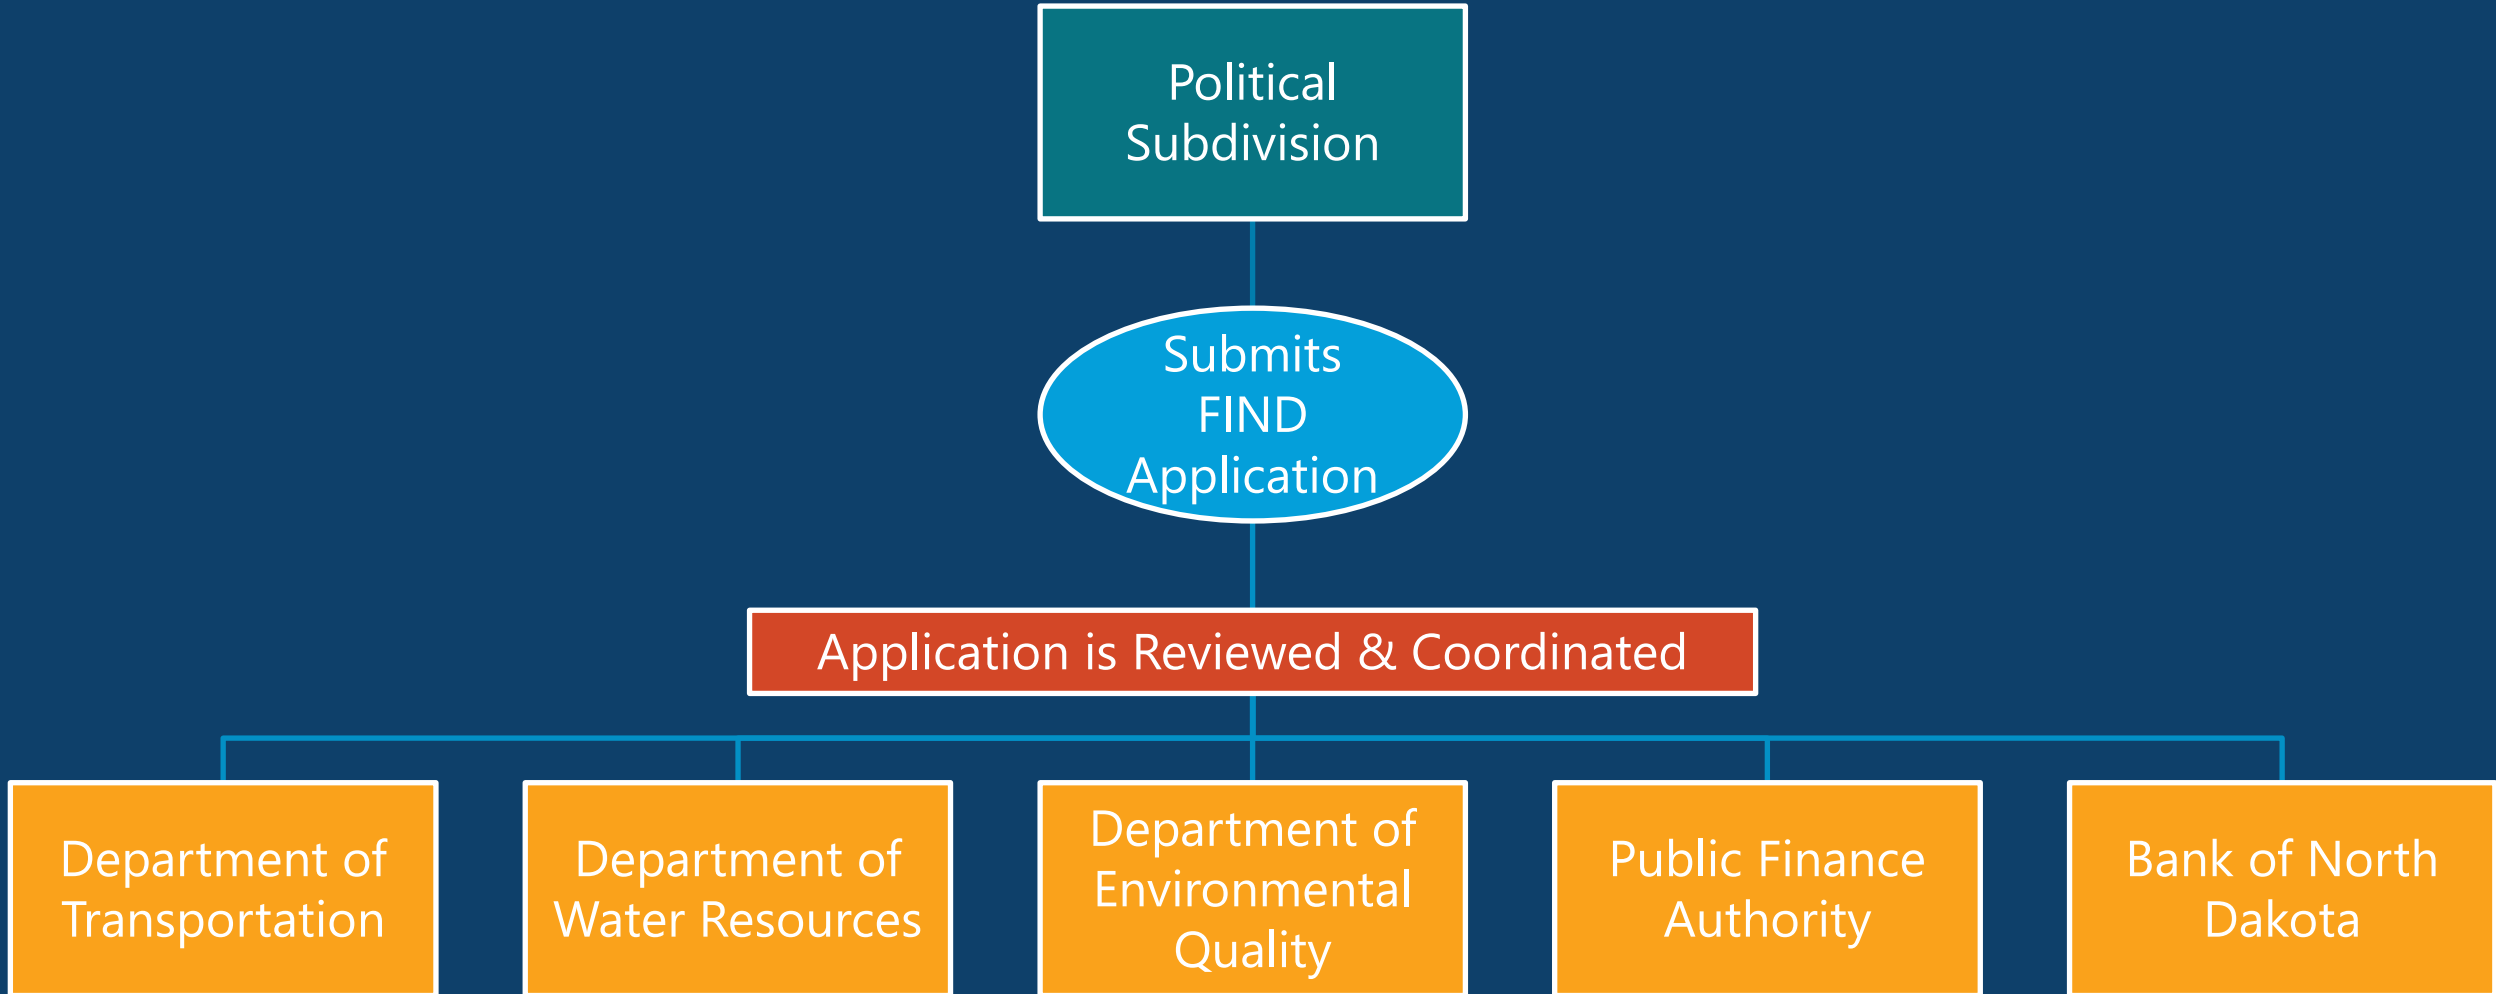 Political
Subdivision
Submits
FIND
Application
Application is Reviewed & Coordinated
Department of
Transportation
Department of
Water Resources
Department of
Environmental
Quality
Public Finance
Authority
Bank of North
Dakota